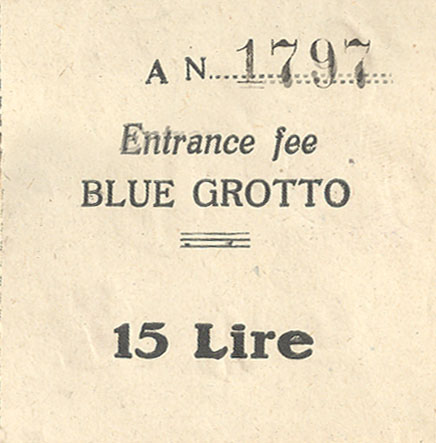 A N. 1797
Entrance fee
BLUE GROTTO
15 Lire